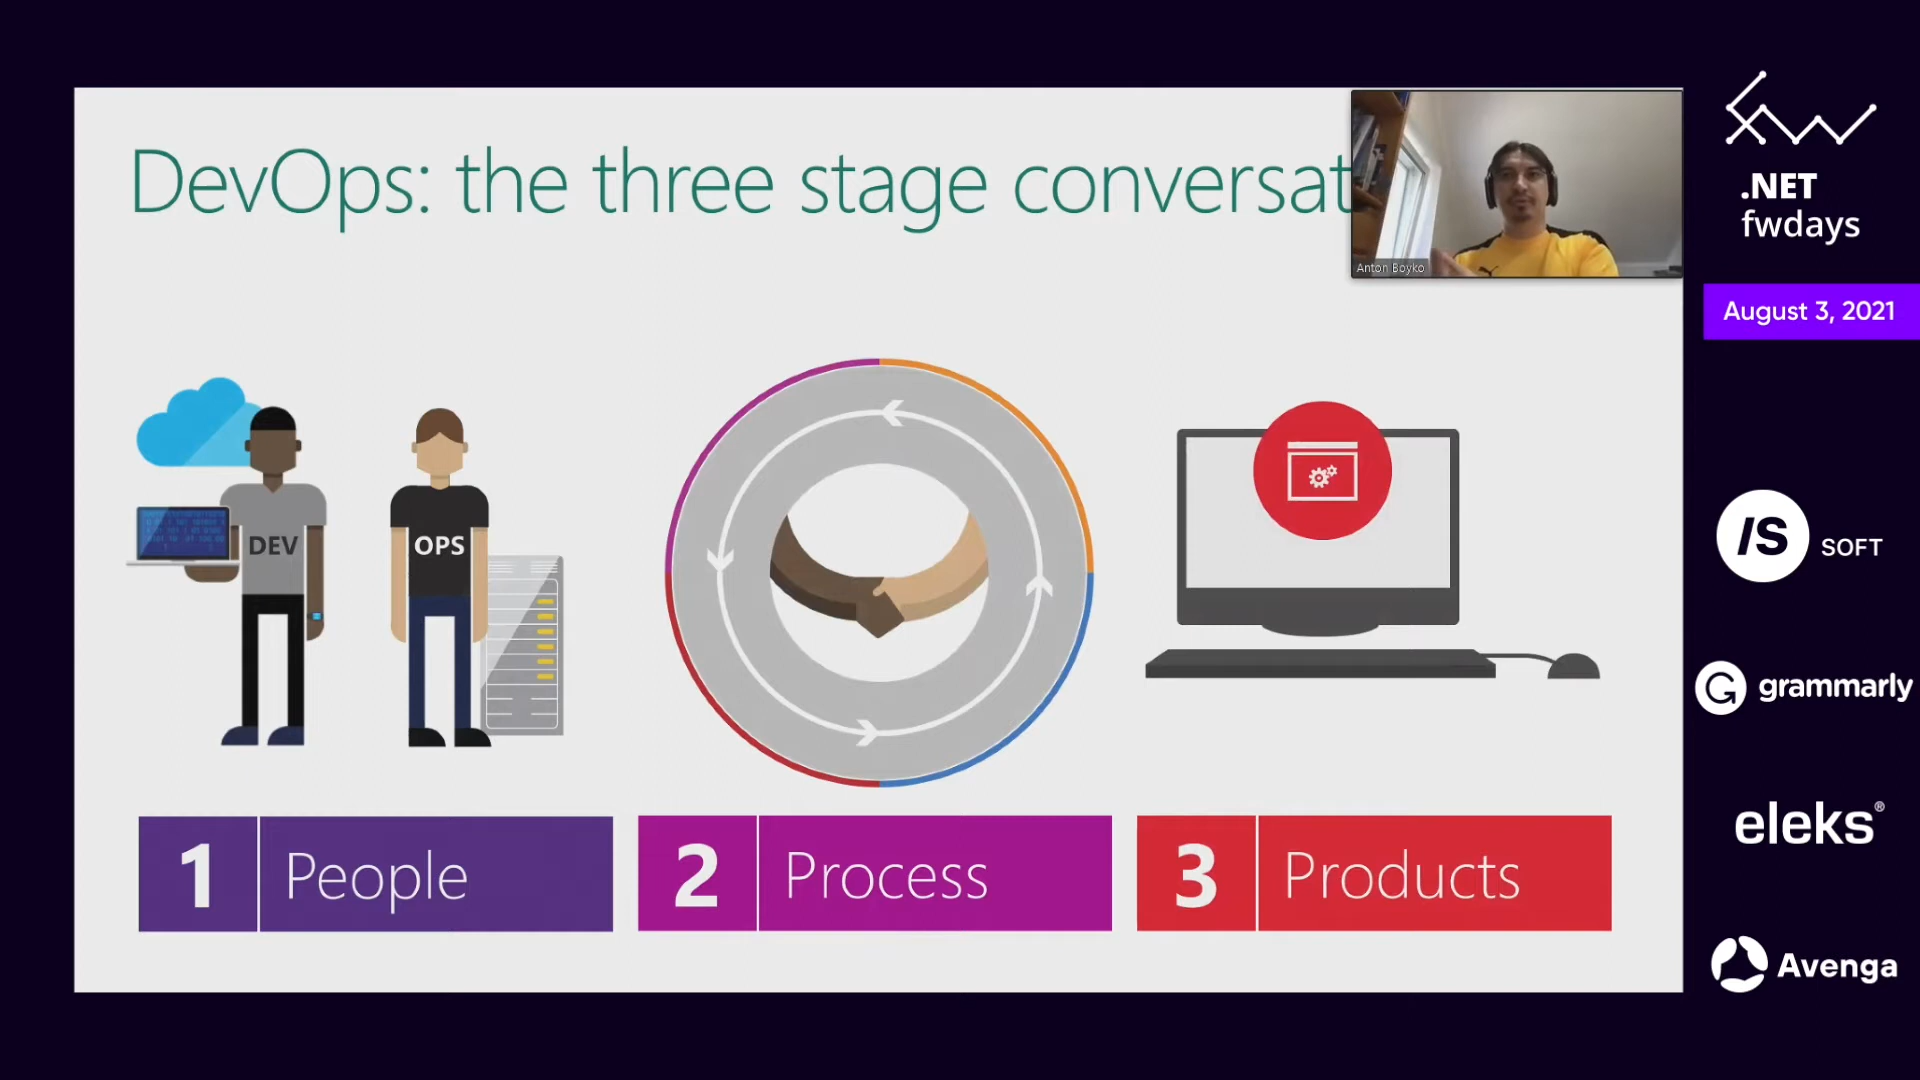 DevOps: the three stage conversat
Anton Boyko
.NET
fwdays
August 3, 2021
DEV
OPS
/S SOFT
grammarly
eleks®
Avenga
1 People
2 Process
3 Products